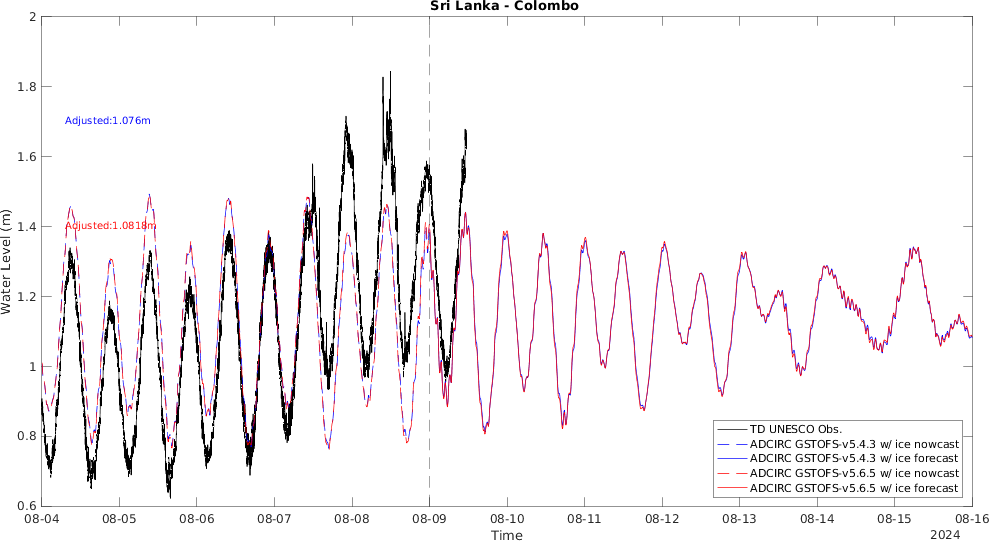 Sri Lanka - Colombo
2
1.8
1.6
1.4
1.2
1
0.8
0.6
Water Level (m)
Adjusted:1.076m
Adjusted:1.0818m
TD UNESCO Obs.
ADCIRC GSTOFS-v5.4.3 w/ ice nowcast
ADCIRC GSTOFS-v5.4.3 w/ ice forecast
ADCIRC GSTOFS-v5.6.5 w/ ice nowcast
ADCIRC GSTOFS-v5.6.5 w/ ice forecast
08-04 08-05 08-06 08-07 08-08 08-09 08-10 08-11 08-12 08-13 08-14 08-15 08-16
Time
2024